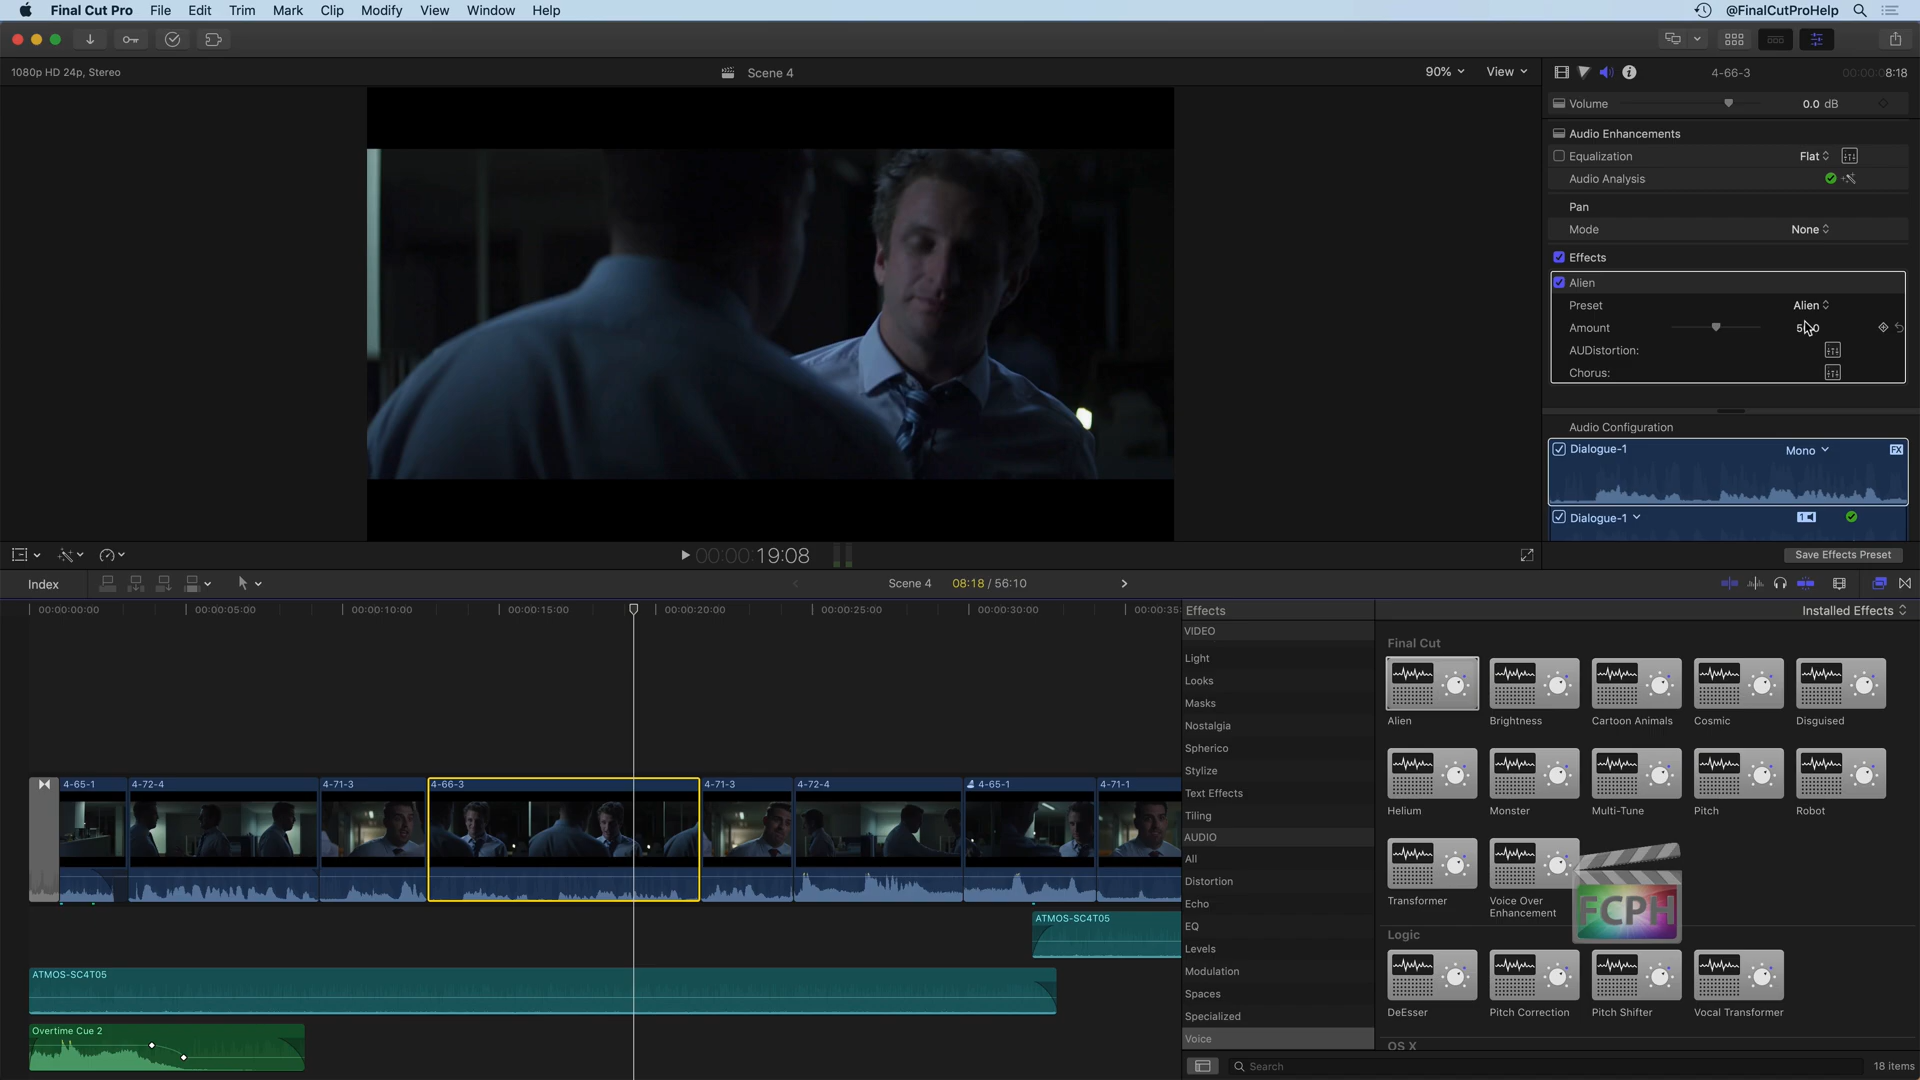 Final Cut Pro File Edit Trim Mark Clip Modify View Window Help @FinalCutProHelp
1080p HD 24p, Stereo Scene 4 90% View 4-66-3 00:00:08:18
Volume 0.0 dB
Audio Enhancements
Equalization Flat
Audio Analysis
Pan
Mode None
Effects
Alien
Preset Alien
Amount
AUDistortion:
Chorus:
Audio Configuration
Dialogue-1 Mono FX
Dialogue-1 1
00:00:00:19:08 Save Effects Preset
Index Scene 4 08:18 / 56:10
00:00:00:00 00:00:05:00 00:00:10:00 00:00:15:00 00:00:20:00 00:00:25:00 00:00:30:00 00:00:35:
Effects Installed Effects
VIDEO
Light
Looks
Masks
Nostalgia
Spherico
Stylize
Text Effects
Tiling
AUDIO
All
Distortion
Echo
EQ
Levels
Modulation
Spaces
Specialized
Voice
Final Cut
Alien Brightness Cartoon Animals Cosmic Disguised
Helium Monster Multi-Tune Pitch Robot
Transformer Voice Over
Enhancement
FCPH
Logic
DeEsser Pitch Correction Pitch Shifter Vocal Transformer
OS X
4-65-1 4-72-4 4-71-3 4-66-3 4-71-3 4-72-4 4-65-1 4-71-1
ATMOS-SC4T05
ATMOS-SC4T05
Overtime Cue 2
Search 18 items